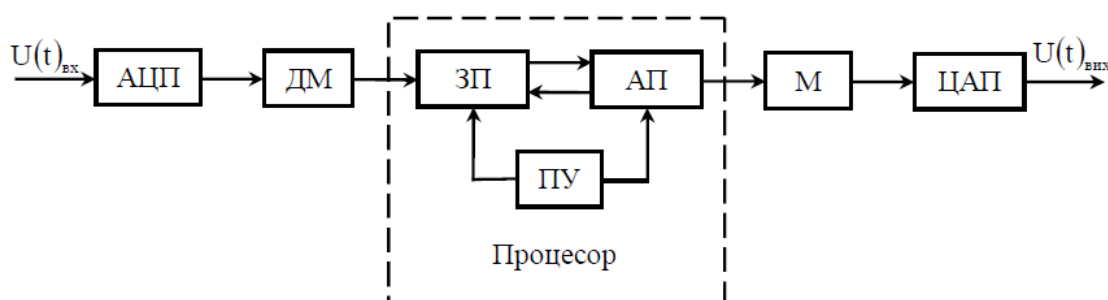 U(t)вх
АЦП
ДМ
ЗП
АП
М
ЦАП
U(t)вих
ПУ
Процесор